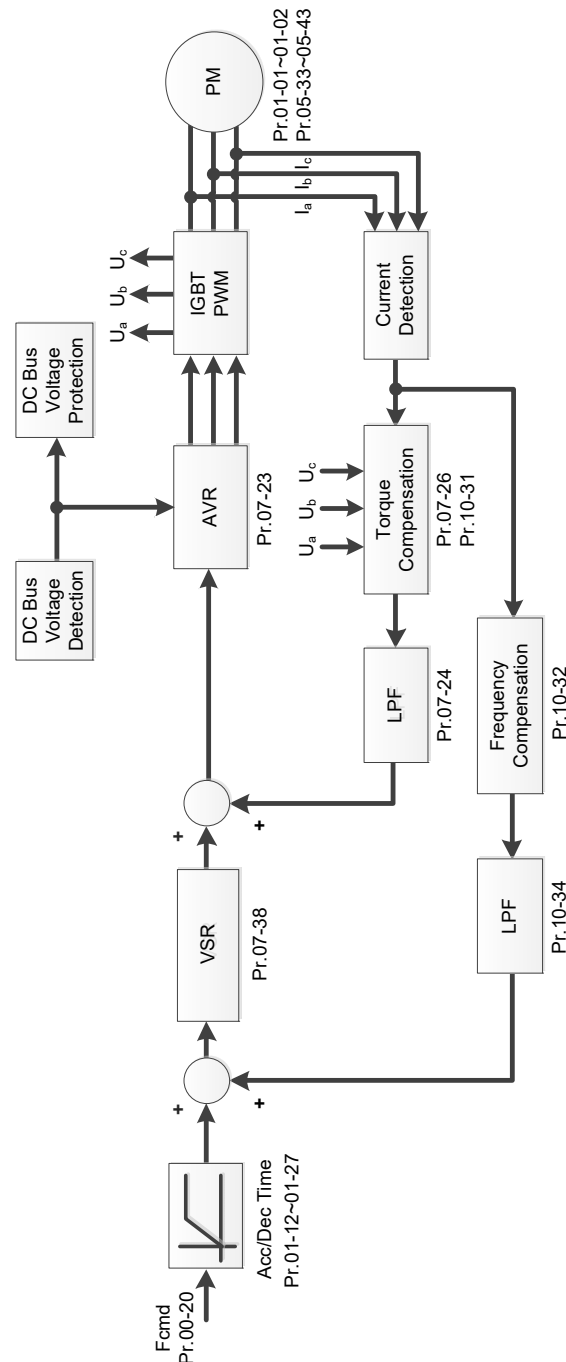 Fcmd
Pr.00-20
Acc/Dec Time
Pr.01-12~01-27
+
+
VSR
Pr.07-38
+
+
DC Bus
Voltage
Detection
DC Bus
Voltage
Protection
AVR
Pr.07-23
Ua
Ub
Uc
IGBT
PWM
PM
Pr.01-01~01-02
Pr.05-33~05-43
Ia
Ib
Ic
Current
Detection
Ua
Ub
Uc
Torque
Compensation
Pr.07-26
Pr.10-31
LPF
Pr.07-24
Frequency
Compensation
Pr.10-32
LPF
Pr.10-34